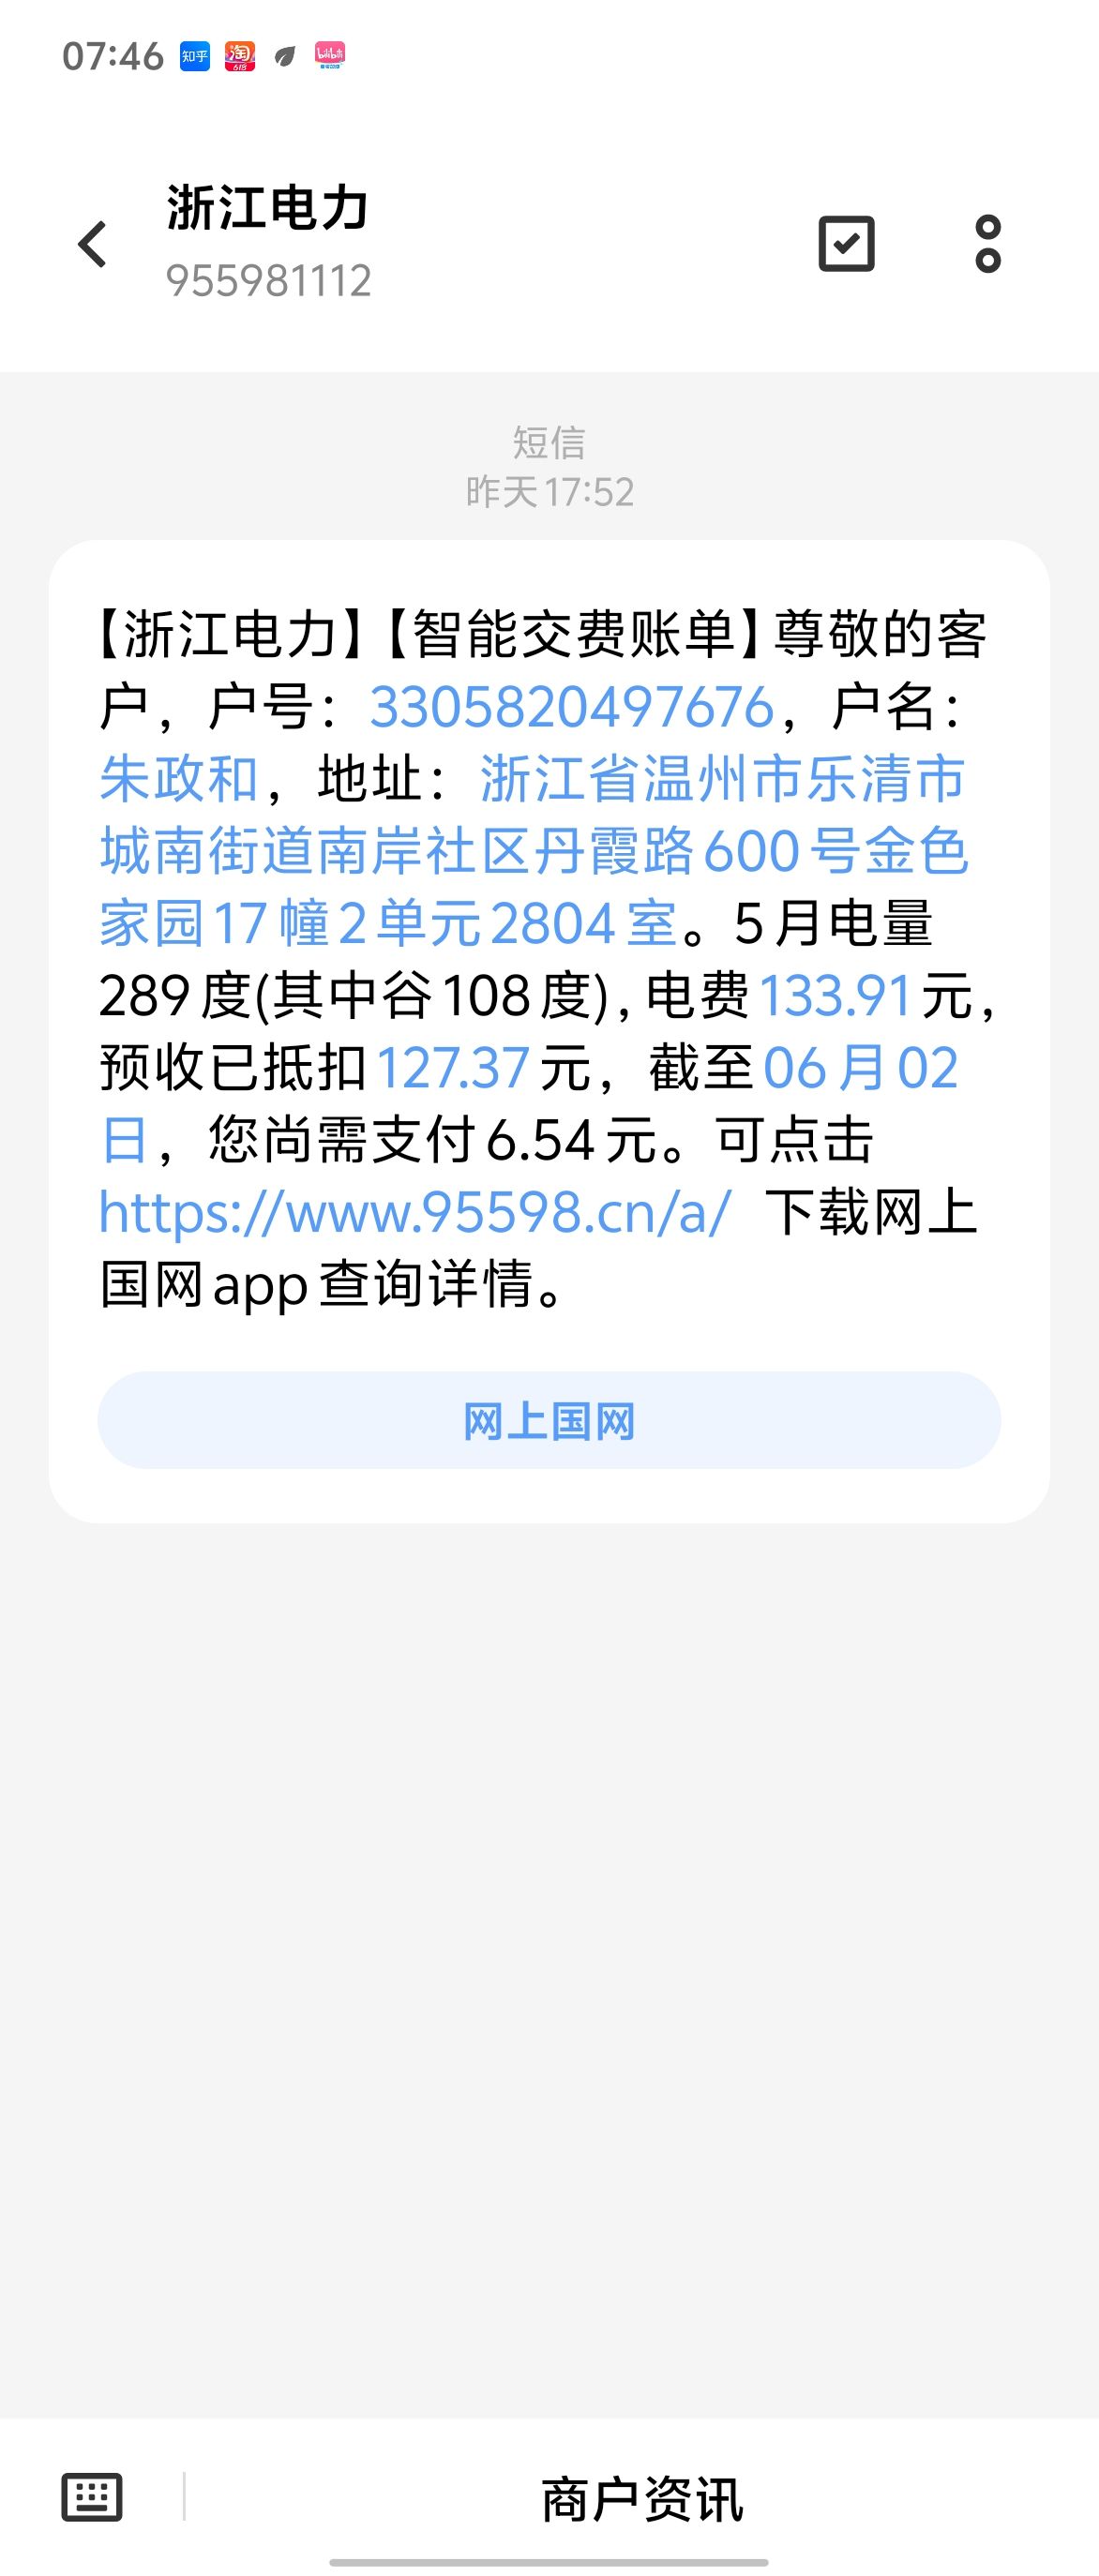 07:46 知乎 淘 618 bilibili
浙江电力
955981112
短信
昨天17:52
【浙江电力】【智能交费账单】尊敬的客
户，户号：3305820497676，户名：
朱政和，地址：浙江省温州市乐清市
城南街道南岸社区丹霞路600号金色
家园17幢2单元2804室。5月电量
289度(其中谷108度),电费133.91元,
预收已抵扣127.37元，截至06月02
日，您尚需支付6.54元。可点击
https://www.95598.cn/a/ 下载网上
国网app查询详情。
网上国网
商户资讯